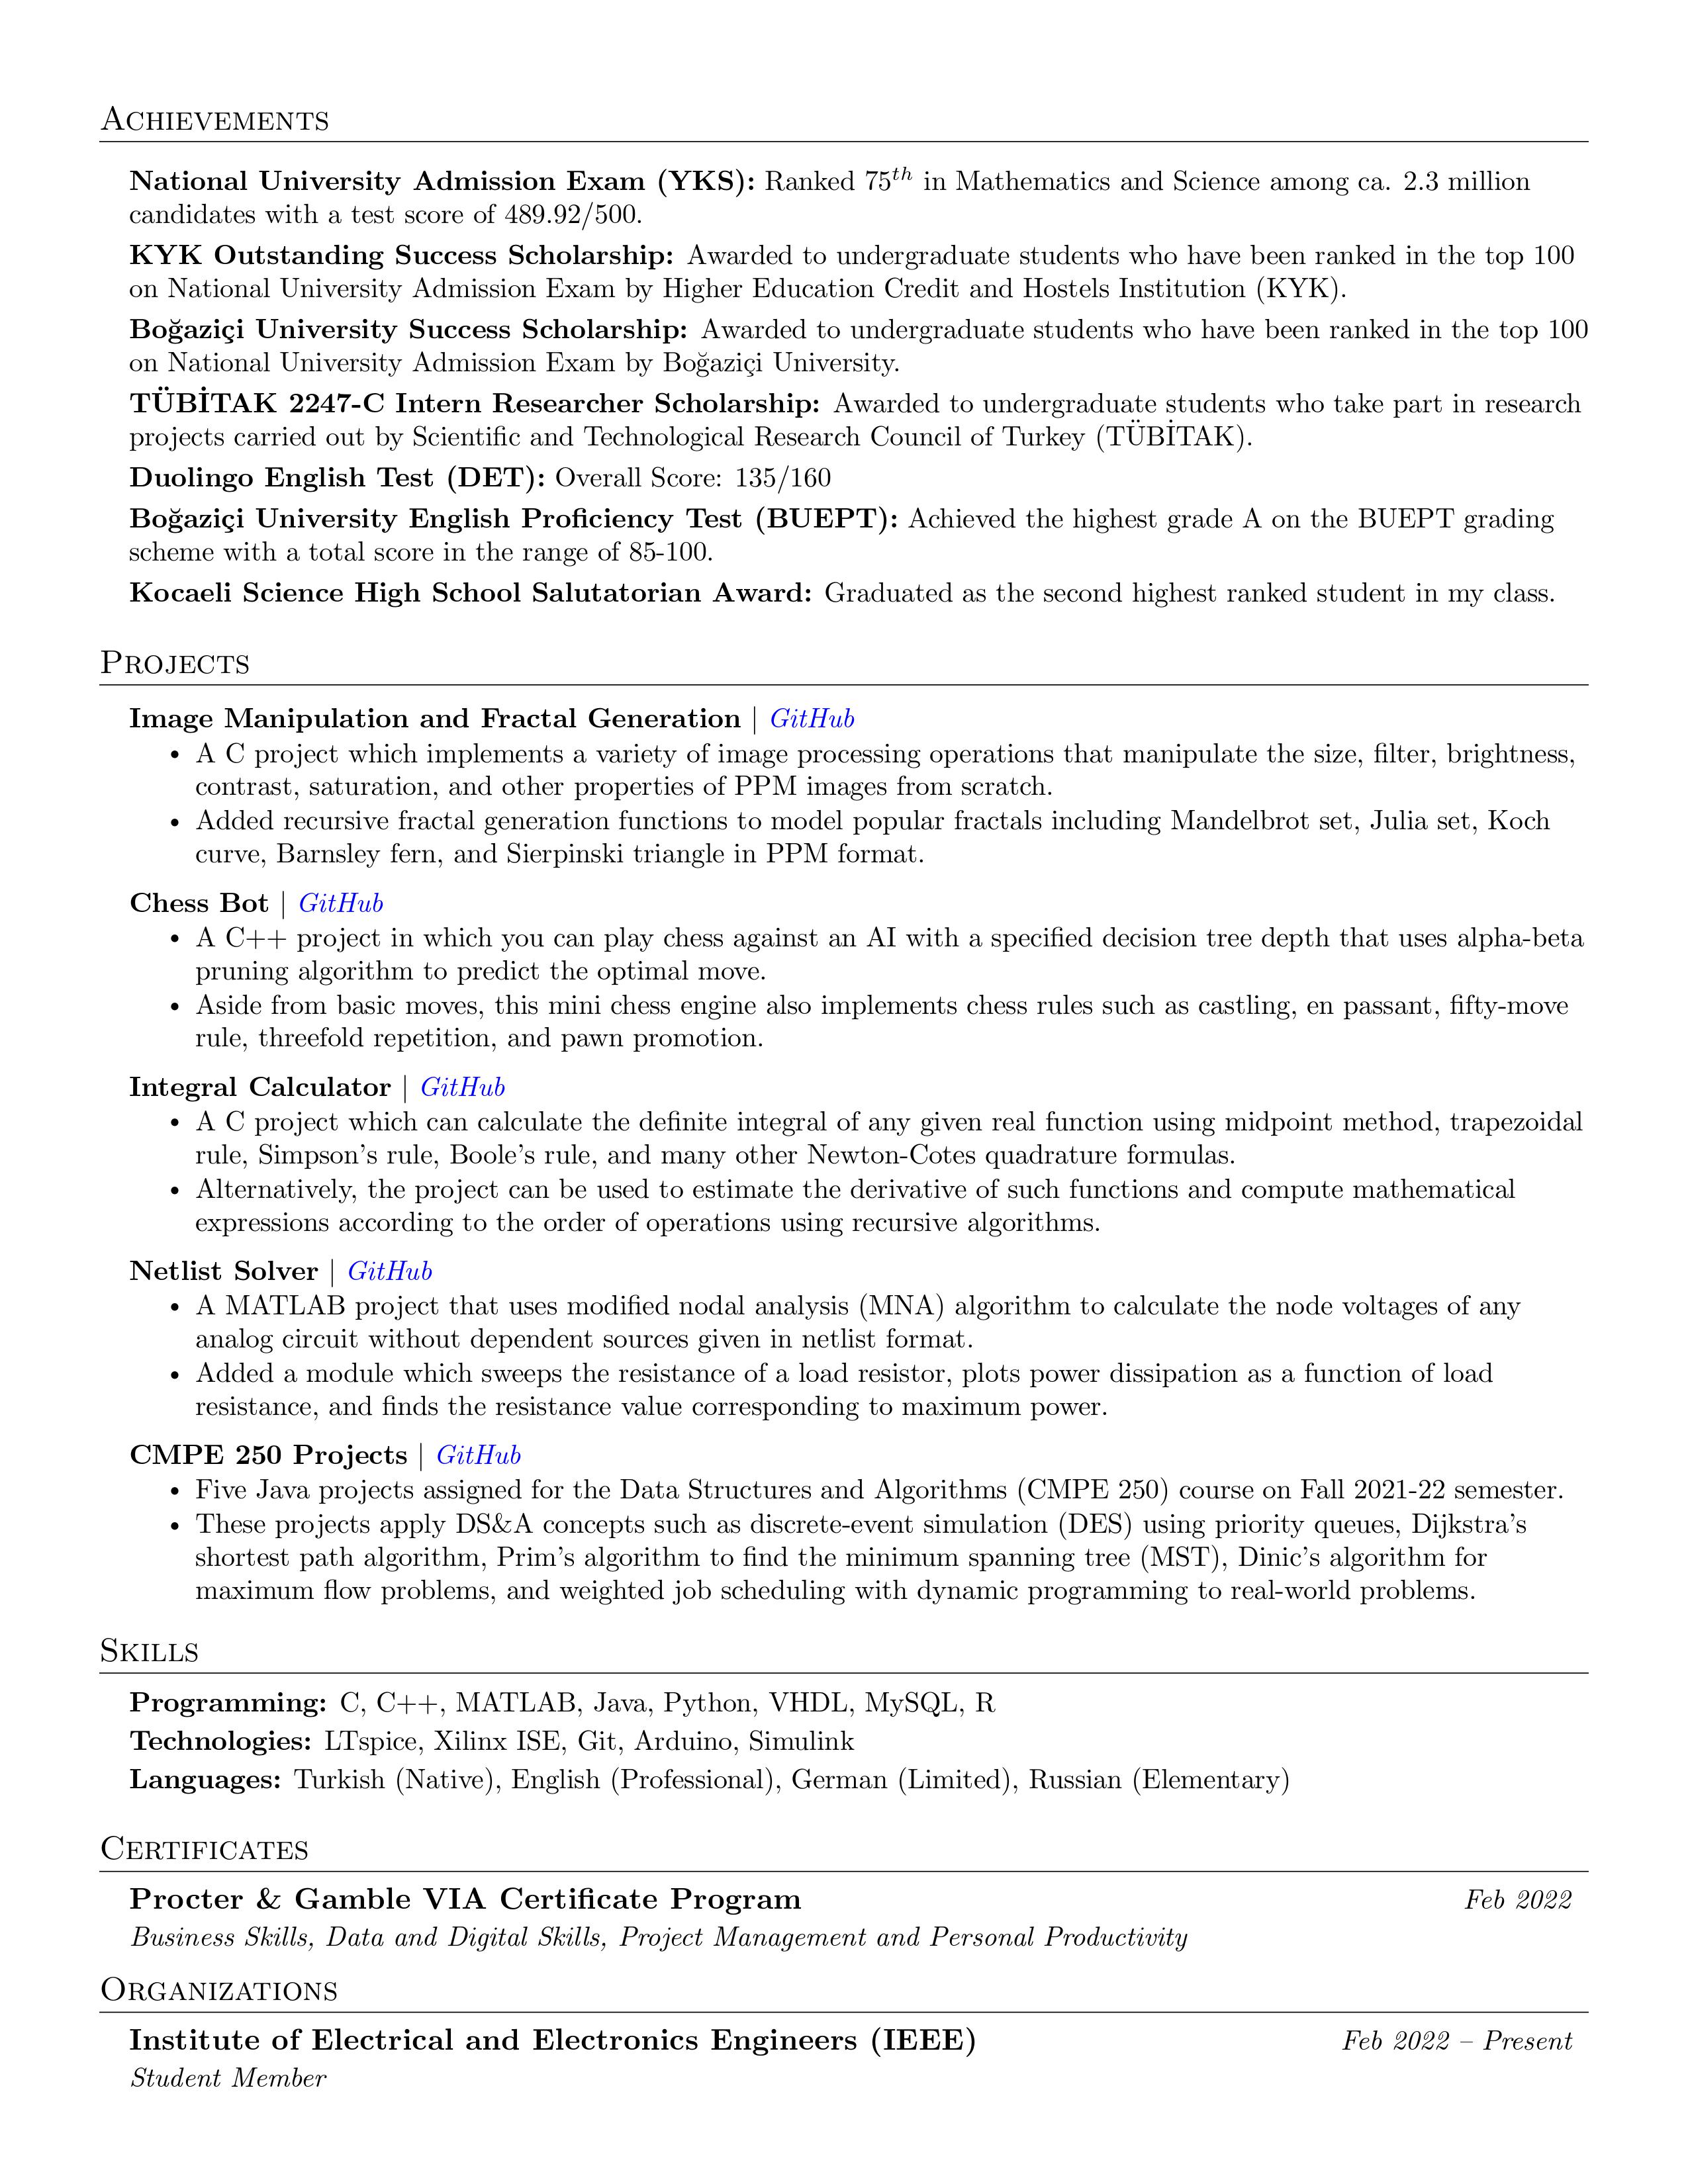 Achievements
National University Admission Exam (YKS): Ranked 75th in Mathematics and Science among ca. 2.3 million
candidates with a test score of 489.92/500.
KYK Outstanding Success Scholarship: Awarded to undergraduate students who have been ranked in the top 100
on National University Admission Exam by Higher Education Credit and Hostels Institution (KYK).
Boğaziçi University Success Scholarship: Awarded to undergraduate students who have been ranked in the top 100
on National University Admission Exam by Boğaziçi University.
TÜBİTAK 2247-C Intern Researcher Scholarship: Awarded to undergraduate students who take part in research
projects carried out by Scientific and Technological Research Council of Turkey (TÜBİTAK).
Duolingo English Test (DET): Overall Score: 135/160
Boğaziçi University English Proficiency Test (BUEPT): Achieved the highest grade A on the BUEPT grading
scheme with a total score in the range of 85-100.
Kocaeli Science High School Salutatorian Award: Graduated as the second highest ranked student in my class.
Projects
Image Manipulation and Fractal Generation | GitHub
• A C project which implements a variety of image processing operations that manipulate the size, filter, brightness,
contrast, saturation, and other properties of PPM images from scratch.
• Added recursive fractal generation functions to model popular fractals including Mandelbrot set, Julia set, Koch
curve, Barnsley fern, and Sierpinski triangle in PPM format.
Chess Bot | GitHub
• A C++ project in which you can play chess against an AI with a specified decision tree depth that uses alpha-beta
pruning algorithm to predict the optimal move.
• Aside from basic moves, this mini chess engine also implements chess rules such as castling, en passant, fifty-move
rule, threefold repetition, and pawn promotion.
Integral Calculator | GitHub
• A C project which can calculate the definite integral of any given real function using midpoint method, trapezoidal
rule, Simpson's rule, Boole's rule, and many other Newton-Cotes quadrature formulas.
• Alternatively, the project can be used to estimate the derivative of such functions and compute mathematical
expressions according to the order of operations using recursive algorithms.
Netlist Solver | GitHub
• A MATLAB project that uses modified nodal analysis (MNA) algorithm to calculate the node voltages of any
analog circuit without dependent sources given in netlist format.
• Added a module which sweeps the resistance of a load resistor, plots power dissipation as a function of load
resistance, and finds the resistance value corresponding to maximum power.
CMPE 250 Projects | GitHub
• Five Java projects assigned for the Data Structures and Algorithms (CMPE 250) course on Fall 2021-22 semester.
• These projects apply DS&A concepts such as discrete-event simulation (DES) using priority queues, Dijkstra's
shortest path algorithm, Prim's algorithm to find the minimum spanning tree (MST), Dinic's algorithm for
maximum flow problems, and weighted job scheduling with dynamic programming to real-world problems.
Skills
Programming: C, C++, MATLAB, Java, Python, VHDL, MySQL, R
Technologies: LTspice, Xilinx ISE, Git, Arduino, Simulink
Languages: Turkish (Native), English (Professional), German (Limited), Russian (Elementary)
Certificates
Procter & Gamble VIA Certificate Program Feb 2022
Business Skills, Data and Digital Skills, Project Management and Personal Productivity
Organizations
Institute of Electrical and Electronics Engineers (IEEE) Feb 2022 – Present
Student Member